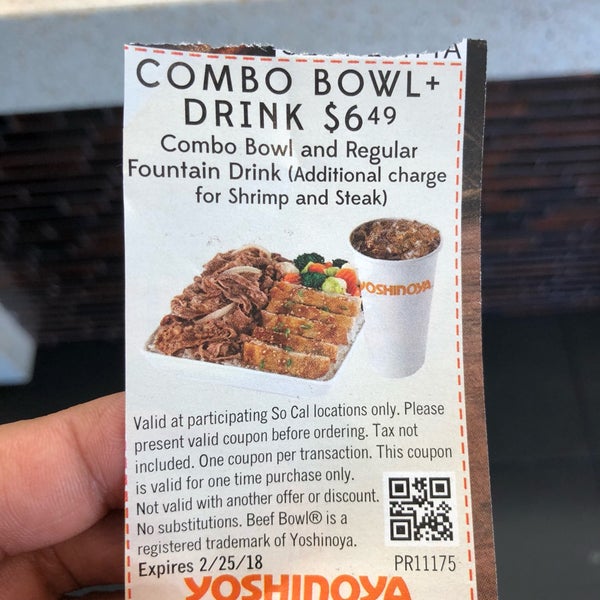 COMBO BOWL+
DRINK $649
Combo Bowl and Regular
Fountain Drink (Additional charge
for Shrimp and Steak)
YOSHINOYA
Valid at participating So Cal locations only. Please
present valid coupon before ordering. Tax not
included. One coupon per transaction. This coupon
is valid for one time purchase only.
Not valid with another offer or discount.
No substitutions. Beef Bowl® is a
registered trademark of Yoshinoya.
Expires 2/25/18
PR11175
YOSHINOYA